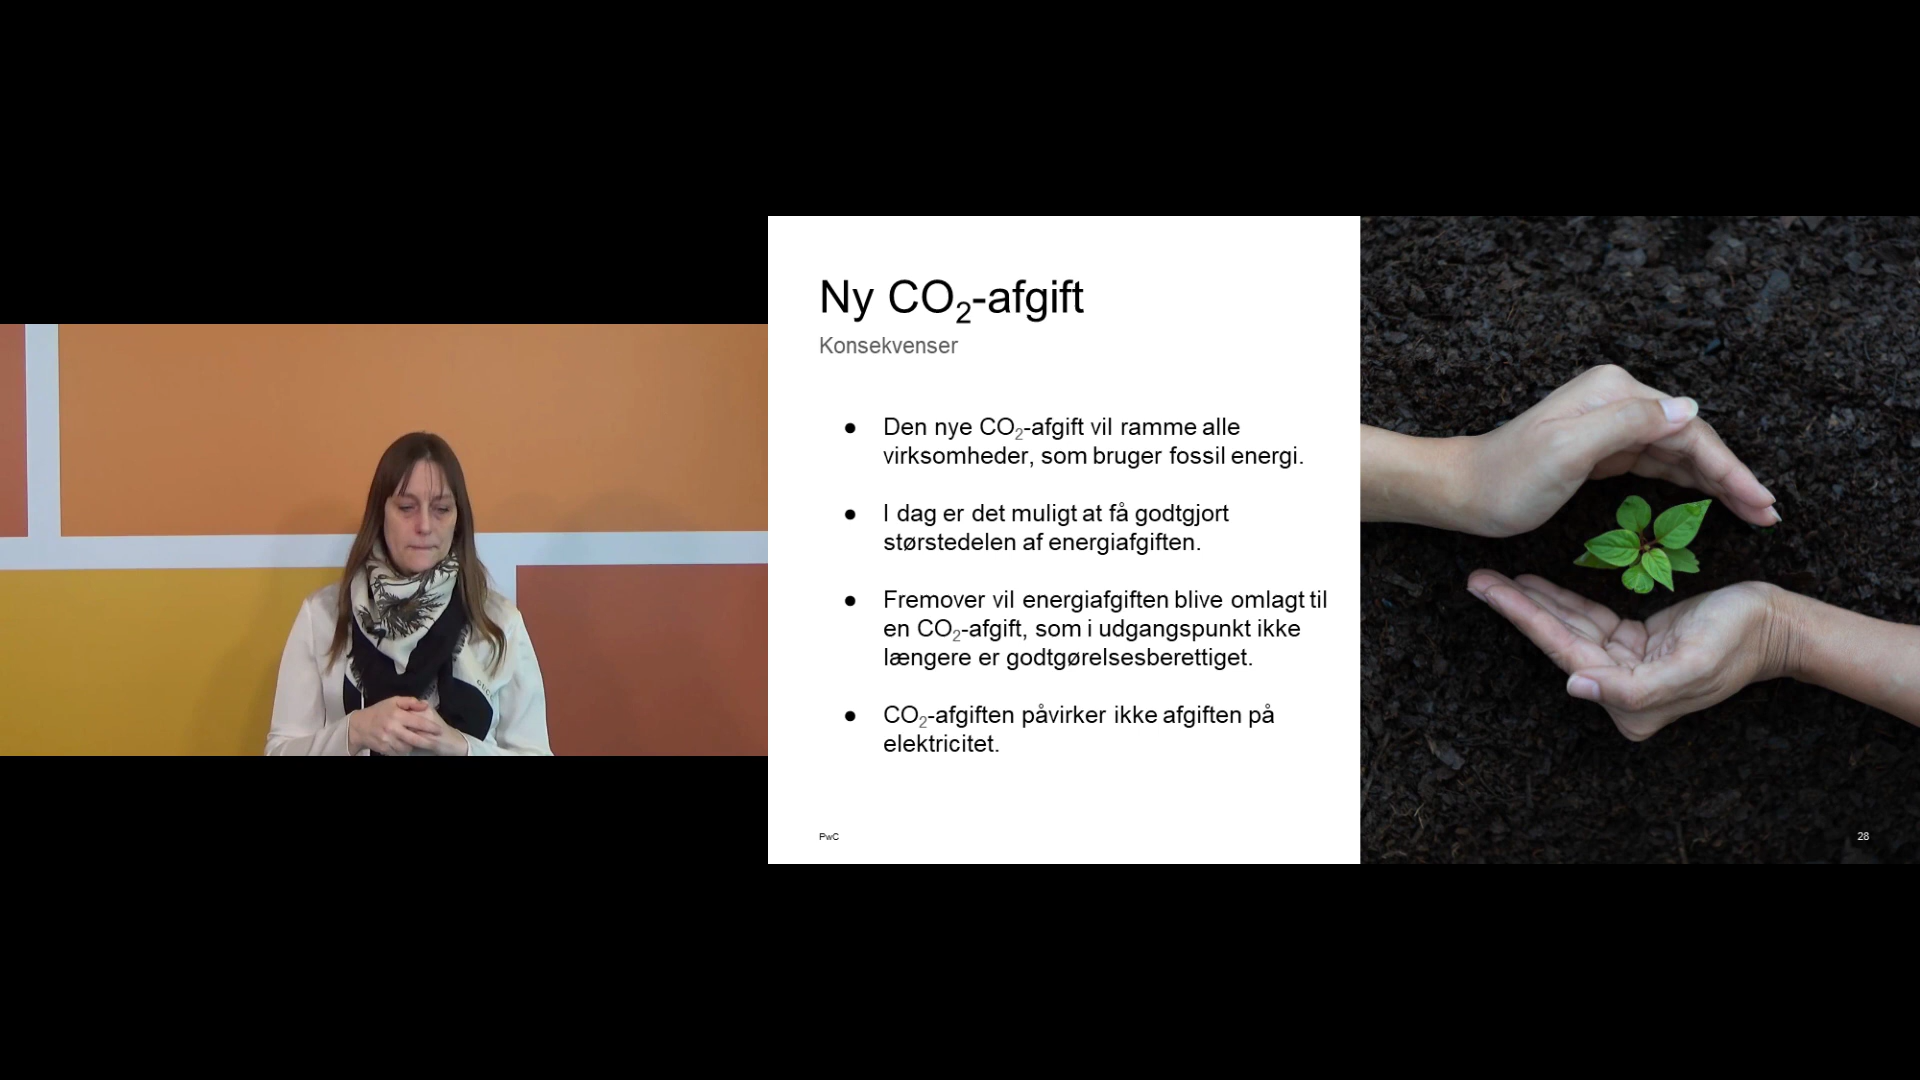 Ny CO₂-afgift
Konsekvenser
● Den nye CO₂-afgift vil ramme alle
virksomheder, som bruger fossil energi.
● I dag er det muligt at få godtgjort
størstedelen af energiafgiften.
● Fremover vil energiafgiften blive omlagt til
en CO₂-afgift, som i udgangspunkt ikke
længere er godtgørelsesberettiget.
● CO₂-afgiften påvirker ikke afgiften på
elektricitet.
PwC
28